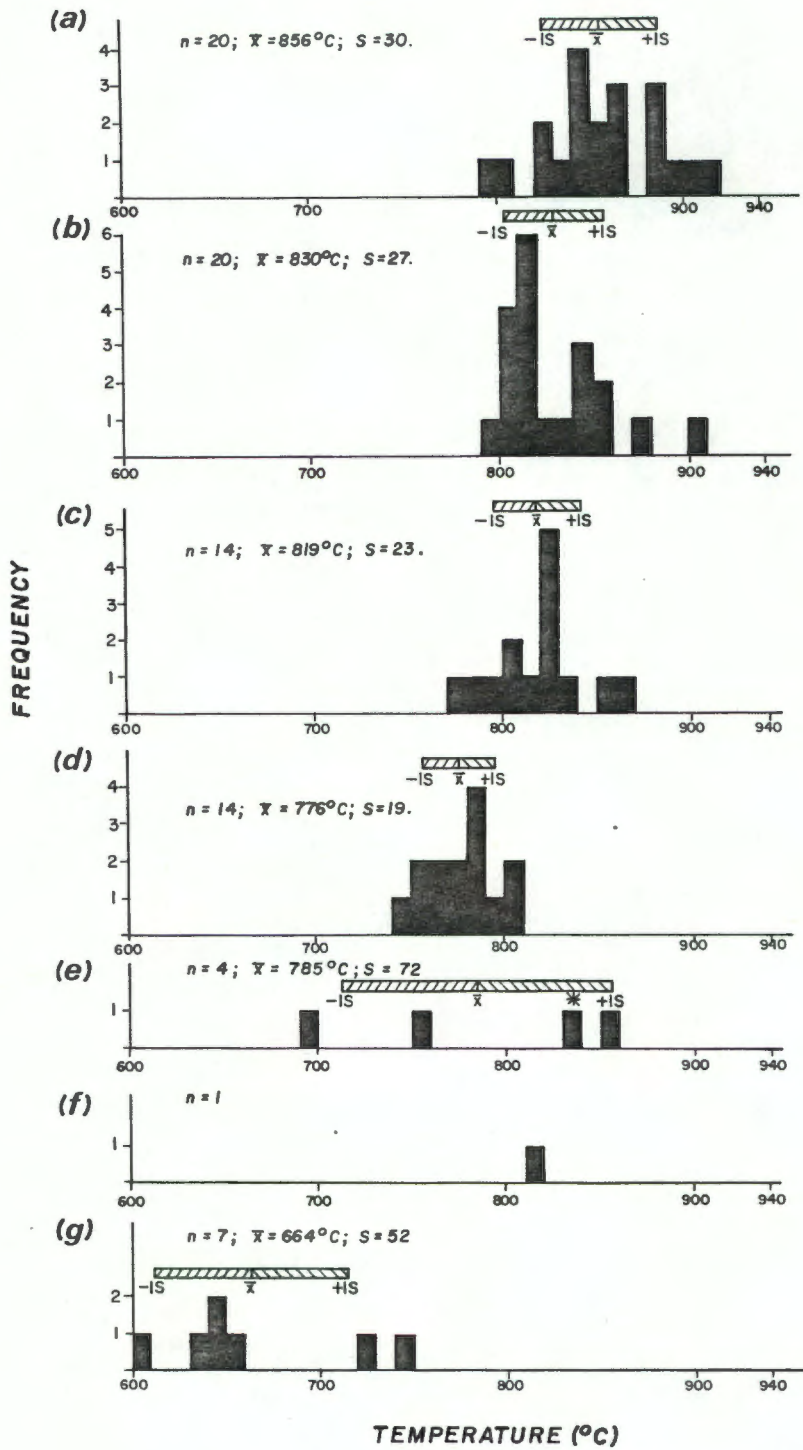 (a)
n = 20; x̄ = 856°C; S = 30.
-1S x̄ +1S
4
3
2
1
600 700 900 940
(b)
n = 20; x̄ = 830°C; S = 27.
-1S x̄ +1S
6
5
4
3
2
1
600 700 800 900 940
(c)
n = 14; x̄ = 819°C; S = 23.
-1S x̄ +1S
5
4
3
2
1
600 700 800 900 940
FREQUENCY
(d)
n = 14; x̄ = 776°C; S = 19.
-1S x̄ +1S
4
3
2
1
600 700 800 900 940
(e)
n = 4; x̄ = 785°C; S = 72
-1S x̄ * +1S
1
600 700 800 900 940
(f)
n = 1
1
600 700 800 900 940
(g)
n = 7; x̄ = 664°C; S = 52
-1S x̄ +1S
2
1
600 700 800 900 940
TEMPERATURE (°C)